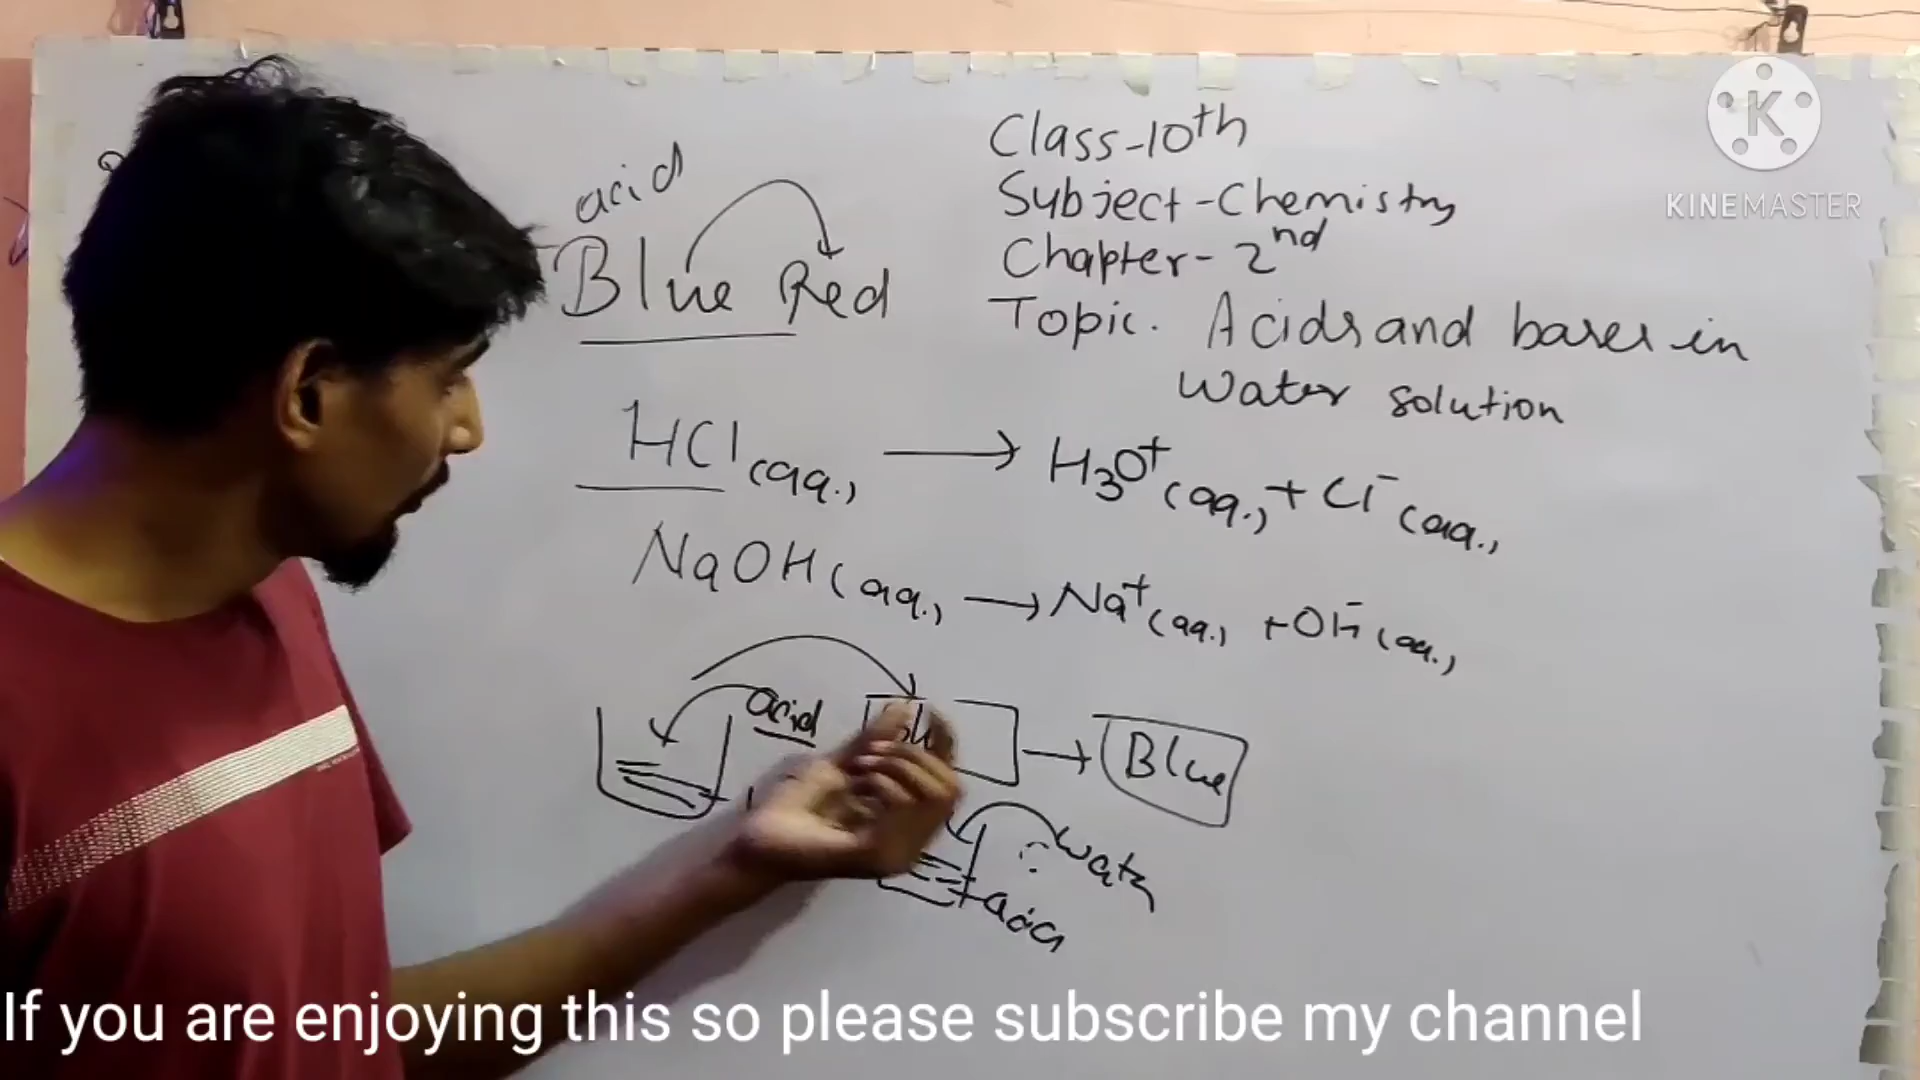 acid
Blue Red
Class-10th
Subject-Chemistry
Chapter-2nd
Topic. Acids and bases in
Water solution
HCl(aq.) → H3O+(aq.) + Cl-(aq.)
NaOH(aq.) → Na+(aq.) + OH-(aq.)
acid
Blue
acid
KINEMASTER
If you are enjoying this so please subscribe my channel